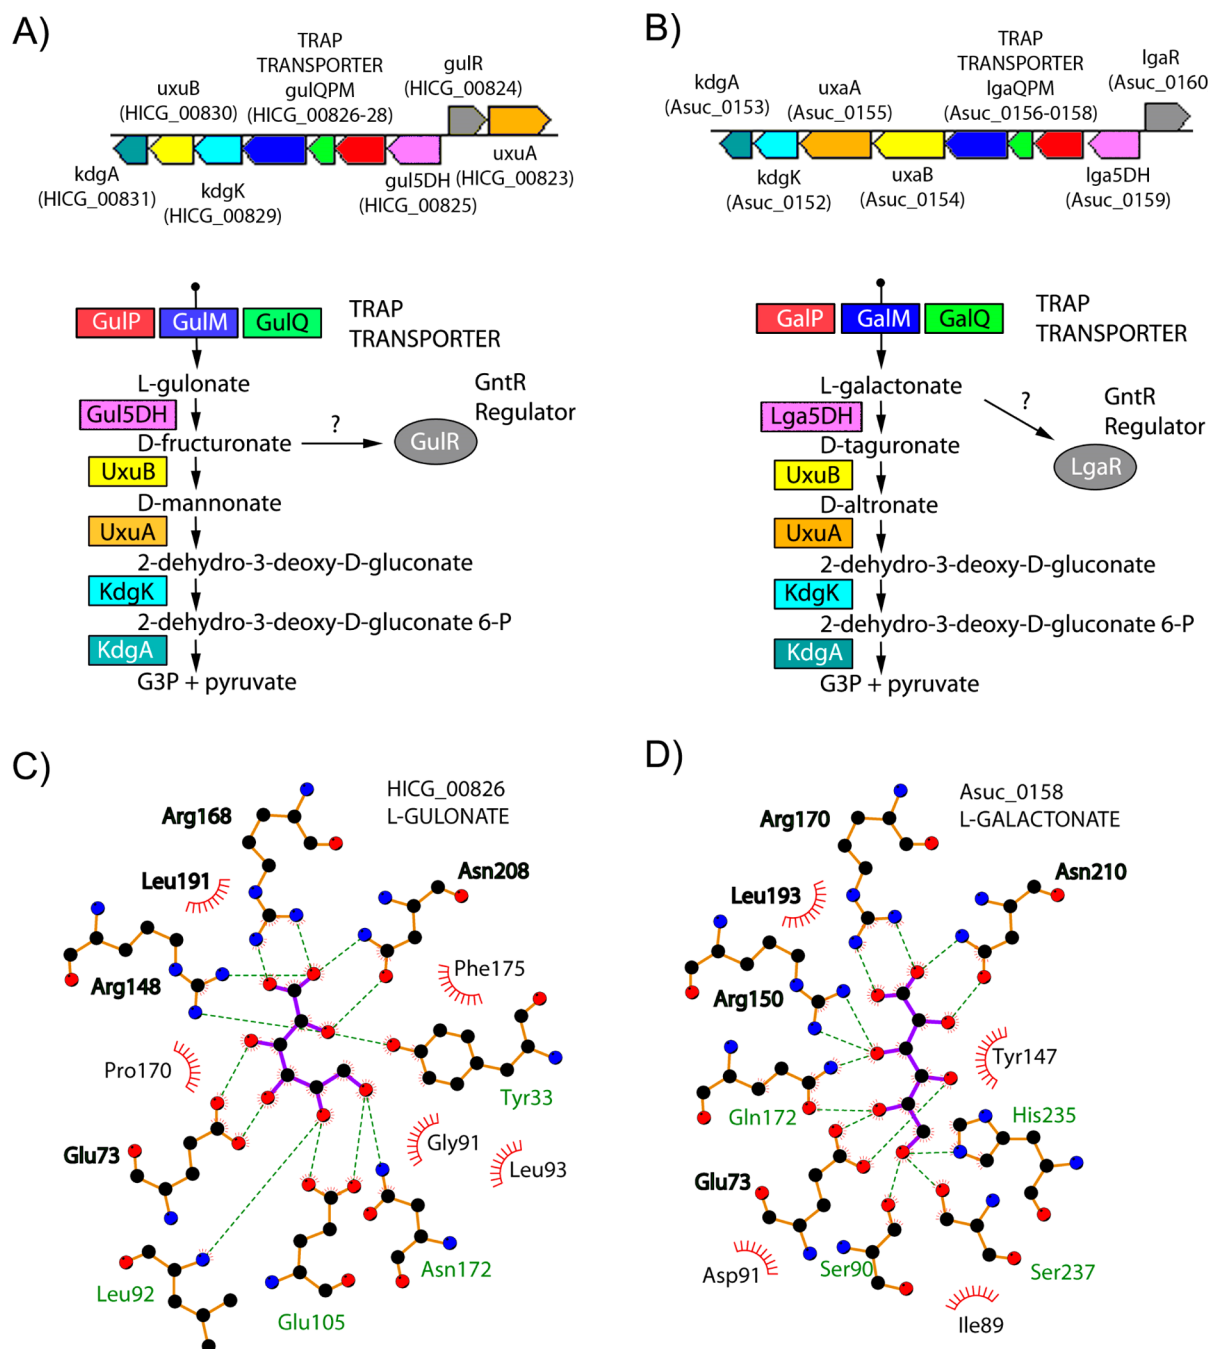 A)
TRAP
TRANSPORTER
gulQPM
(HICG_00826-28)
uxuB
(HICG_00830)
gulR
(HICG_00824)
kdgA
(HICG_00831)
kdgK
(HICG_00829)
gul5DH
(HICG_00825)
uxuA
(HICG_00823)
GulP
GulM
GulQ
TRAP
TRANSPORTER
L-gulonate
Gul5DH
D-fructuronate
?
GntR
Regulator
GulR
UxuB
D-mannonate
UxuA
2-dehydro-3-deoxy-D-gluconate
KdgK
2-dehydro-3-deoxy-D-gluconate 6-P
KdgA
G3P + pyruvate
B)
TRAP
TRANSPORTER
lgaQPM
(Asuc_0156-0158)
lgaR
(Asuc_0160
kdgA
(Asuc_0153)
uxaA
(Asuc_0155)
kdgK
(Asuc_0152)
uxaB
(Asuc_0154)
lga5DH
(Asuc_0159)
GalP
GalM
GalQ
TRAP
TRANSPORTER
L-galactonate
Lga5DH
D-taguronate
?
GntR
Regulator
LgaR
UxuB
D-altronate
UxuA
2-dehydro-3-deoxy-D-gluconate
KdgK
2-dehydro-3-deoxy-D-gluconate 6-P
KdgA
G3P + pyruvate
C)
HICG_00826
L-GULONATE
Arg168
Leu191
Asn208
Phe175
Arg148
Pro170
Tyr33
Gly91
Leu93
Glu73
Asn172
Leu92
Glu105
D)
Asuc_0158
L-GALACTONATE
Arg170
Leu193
Asn210
Arg150
Tyr147
Gln172
His235
Glu73
Asp91
Ser90
Ser237
Ile89